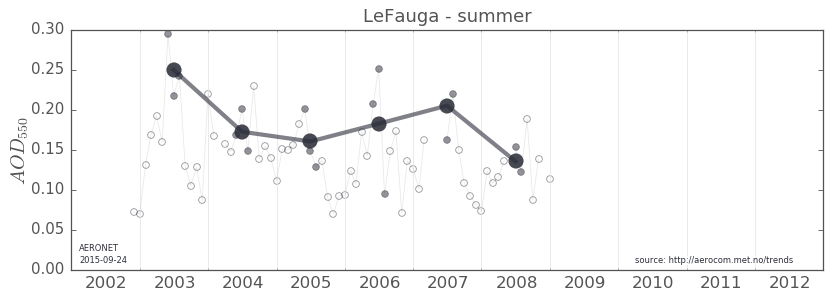 LeFauga - summer
AOD550
0.30
0.25
0.20
0.15
0.10
0.05
0.00
AERONET
2015-09-24
source: http://aerocom.met.no/trends
2002 2003 2004 2005 2006 2007 2008 2009 2010 2011 2012